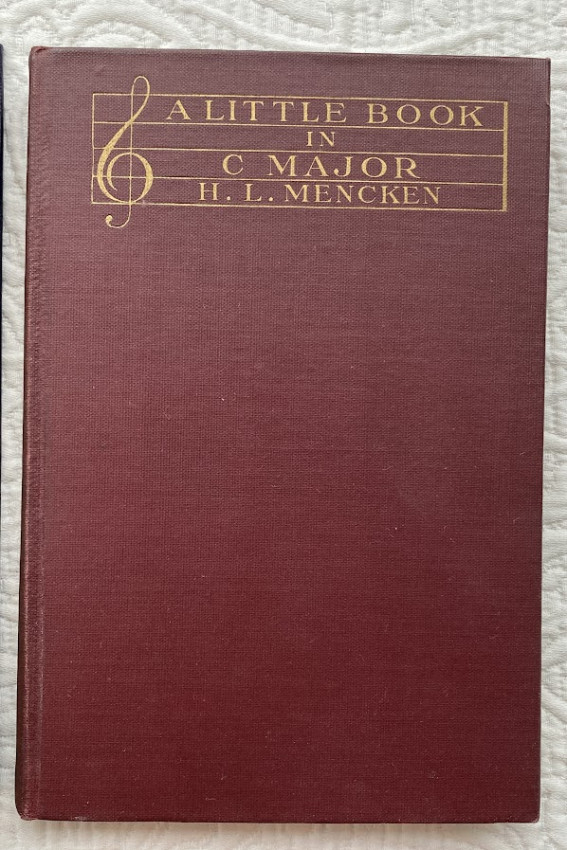 A LITTLE BOOK
IN
C MAJOR
H. L. MENCKEN